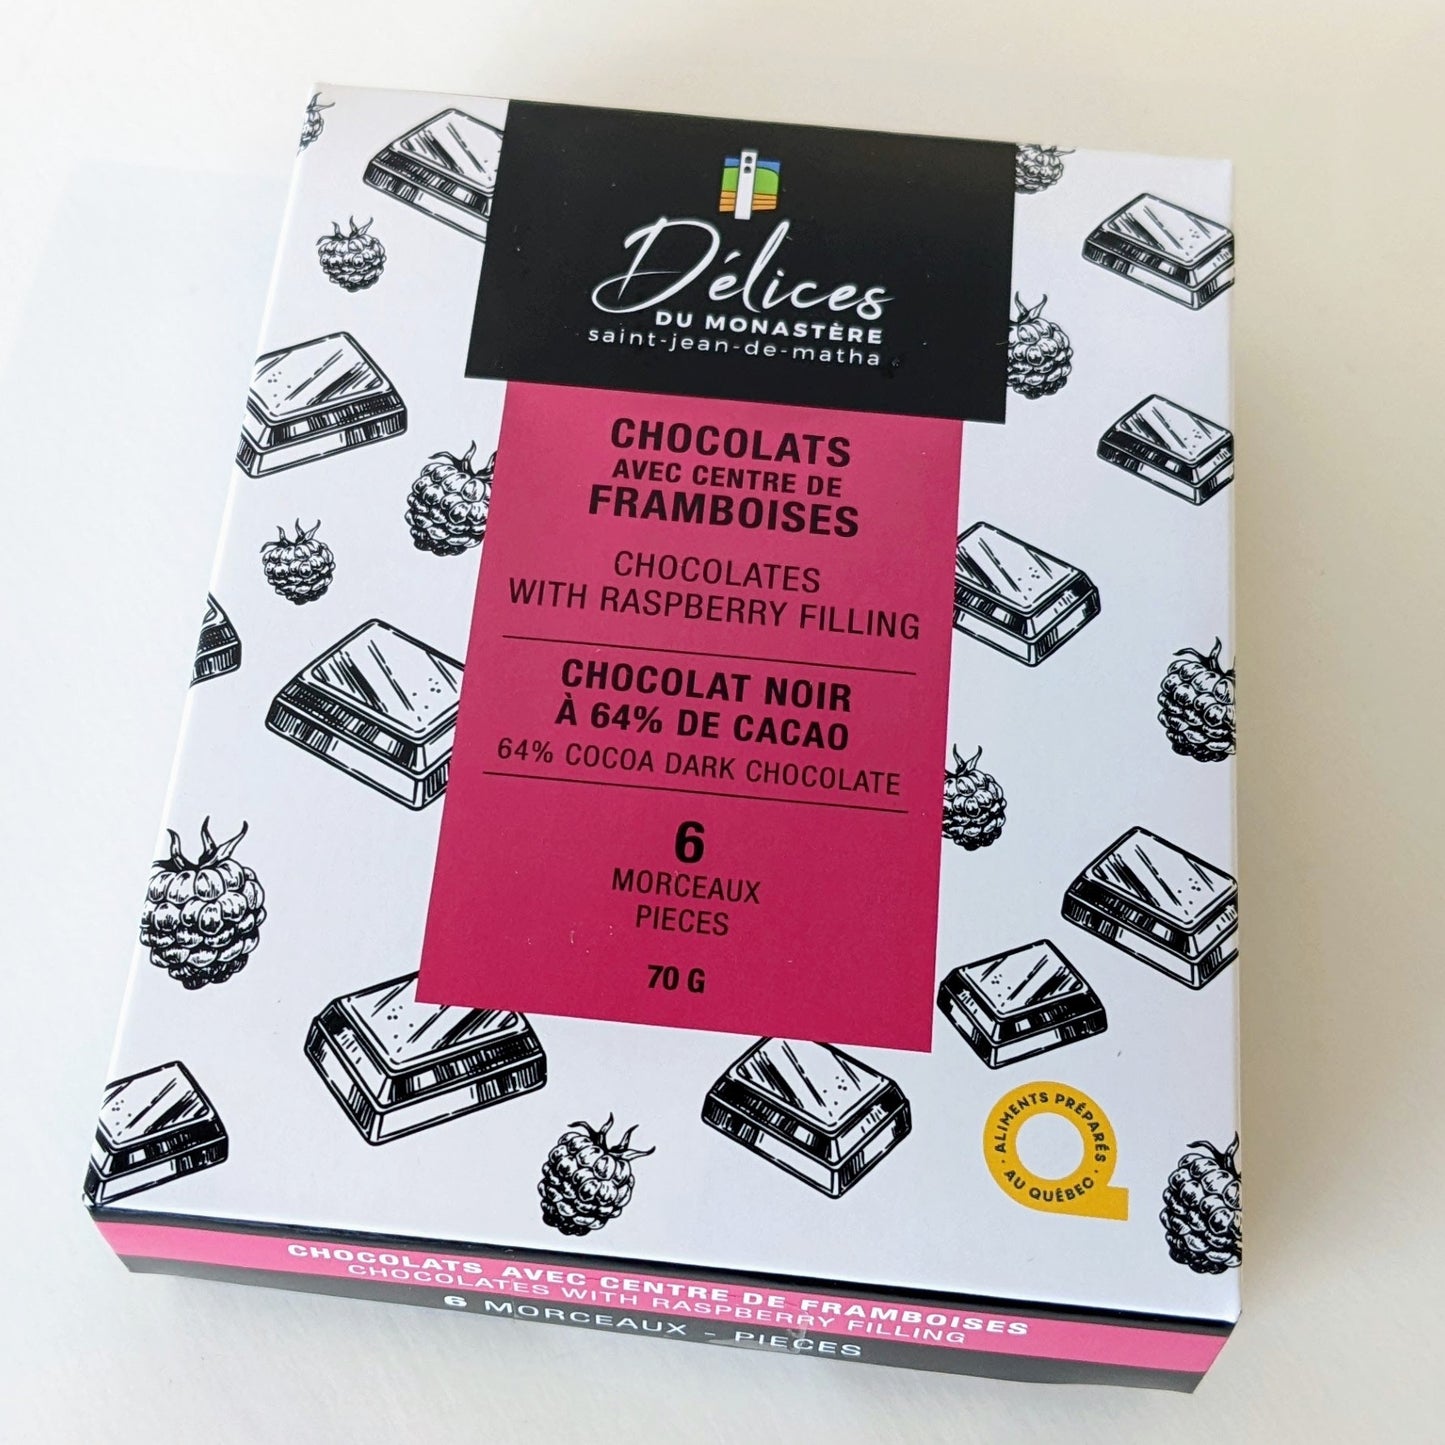 Délices
DU MONASTÈRE
saint-jean-de-matha
CHOCOLATS
AVEC CENTRE DE
FRAMBOISES
CHOCOLATES
WITH RASPBERRY FILLING
CHOCOLAT NOIR
À 64% DE CACAO
64% COCOA DARK CHOCOLATE
6
MORCEAUX
PIECES
70 G
· ALIMENTS PRÉPARÉS ·
AU QUÉBEC
CHOCOLATS AVEC CENTRE DE FRAMBOISES
CHOCOLATES WITH RASPBERRY FILLING
6 MORCEAUX - PIECES